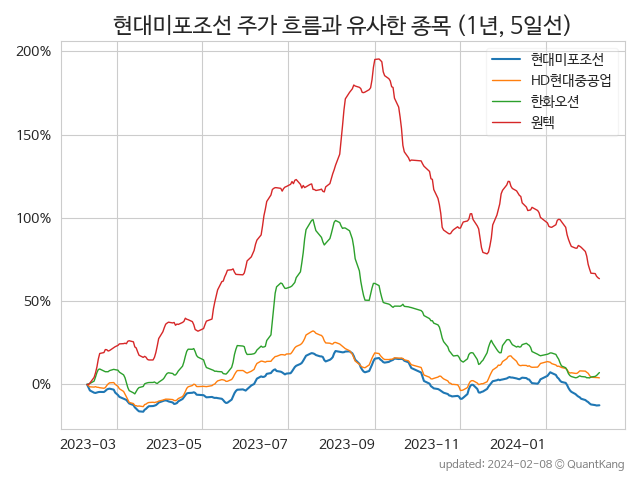 현대미포조선 주가 흐름과 유사한 종목 (1년, 5일선)
현대미포조선
HD현대중공업
한화오션
원텍
200%
150%
100%
50%
0%
2023-03 2023-05 2023-07 2023-09 2023-11 2024-01
updated: 2024-02-08 © QuantKang